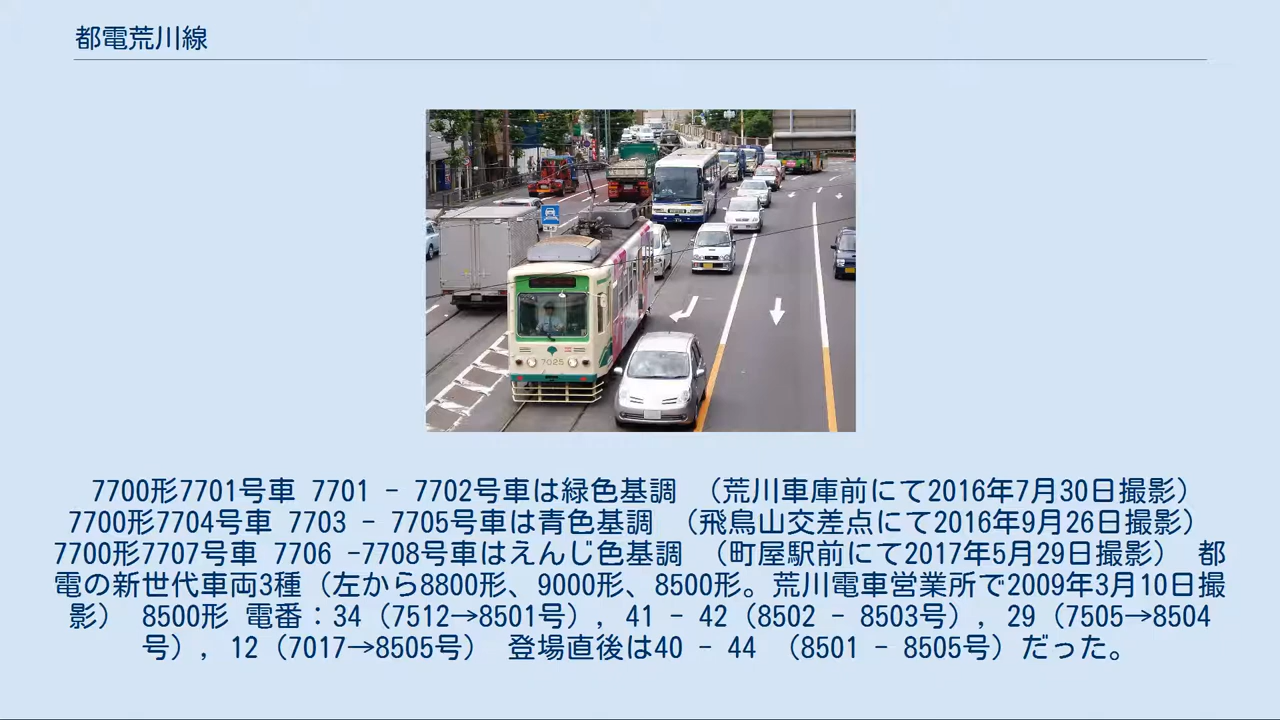 都電荒川線
7025
7700形7701号車 7701 - 7702号車は緑色基調 （荒川車庫前にて2016年7月30日撮影）
7700形7704号車 7703 - 7705号車は青色基調 （飛鳥山交差点にて2016年9月26日撮影）
7700形7707号車 7706 -7708号車はえんじ色基調 （町屋駅前にて2017年5月29日撮影） 都
電の新世代車両3種（左から8800形、9000形、8500形。荒川電車営業所で2009年3月10日撮
影） 8500形 電番：34（7512→8501号），41 - 42（8502 - 8503号），29（7505→8504
号），12（7017→8505号） 登場直後は40 - 44 （8501 - 8505号）だった。